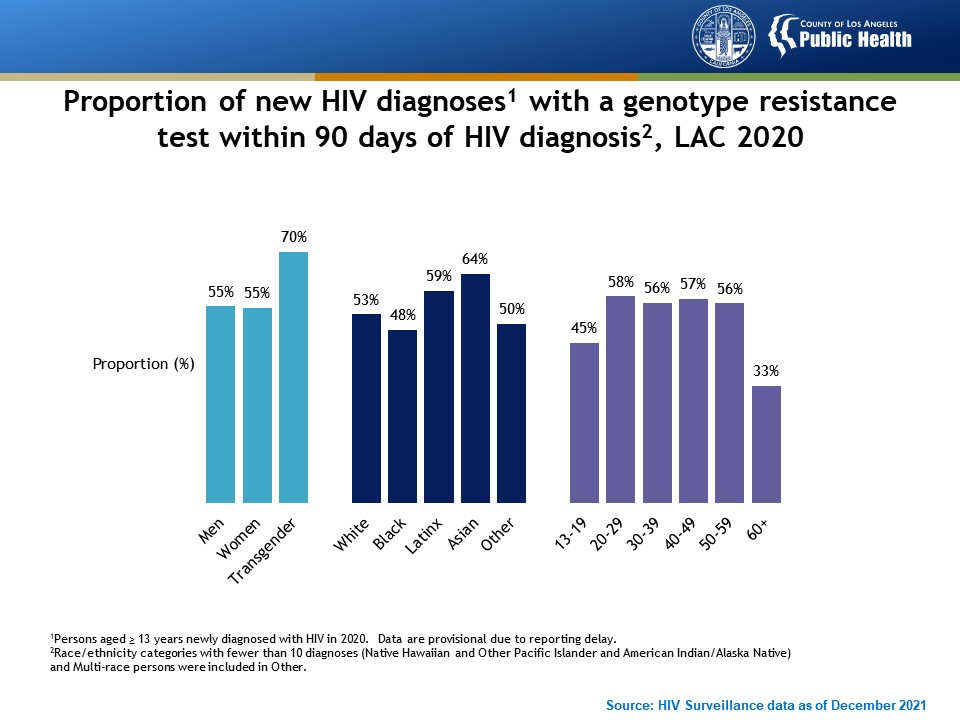 COUNTY OF LOS ANGELES
CALIFORNIA
COUNTY OF LOS ANGELES
Public Health
Proportion of new HIV diagnoses¹ with a genotype resistance
test within 90 days of HIV diagnosis², LAC 2020
Proportion (%)
55%
55%
70%
53%
48%
59%
64%
50%
45%
58%
56%
57%
56%
33%
Men
Women
Transgender
White
Black
Latinx
Asian
Other
13-19
20-29
30-39
40-49
50-59
60+
¹Persons aged ≥ 13 years newly diagnosed with HIV in 2020. Data are provisional due to reporting delay.
²Race/ethnicity categories with fewer than 10 diagnoses (Native Hawaiian and Other Pacific Islander and American Indian/Alaska Native)
and Multi-race persons were included in Other.
Source: HIV Surveillance data as of December 2021